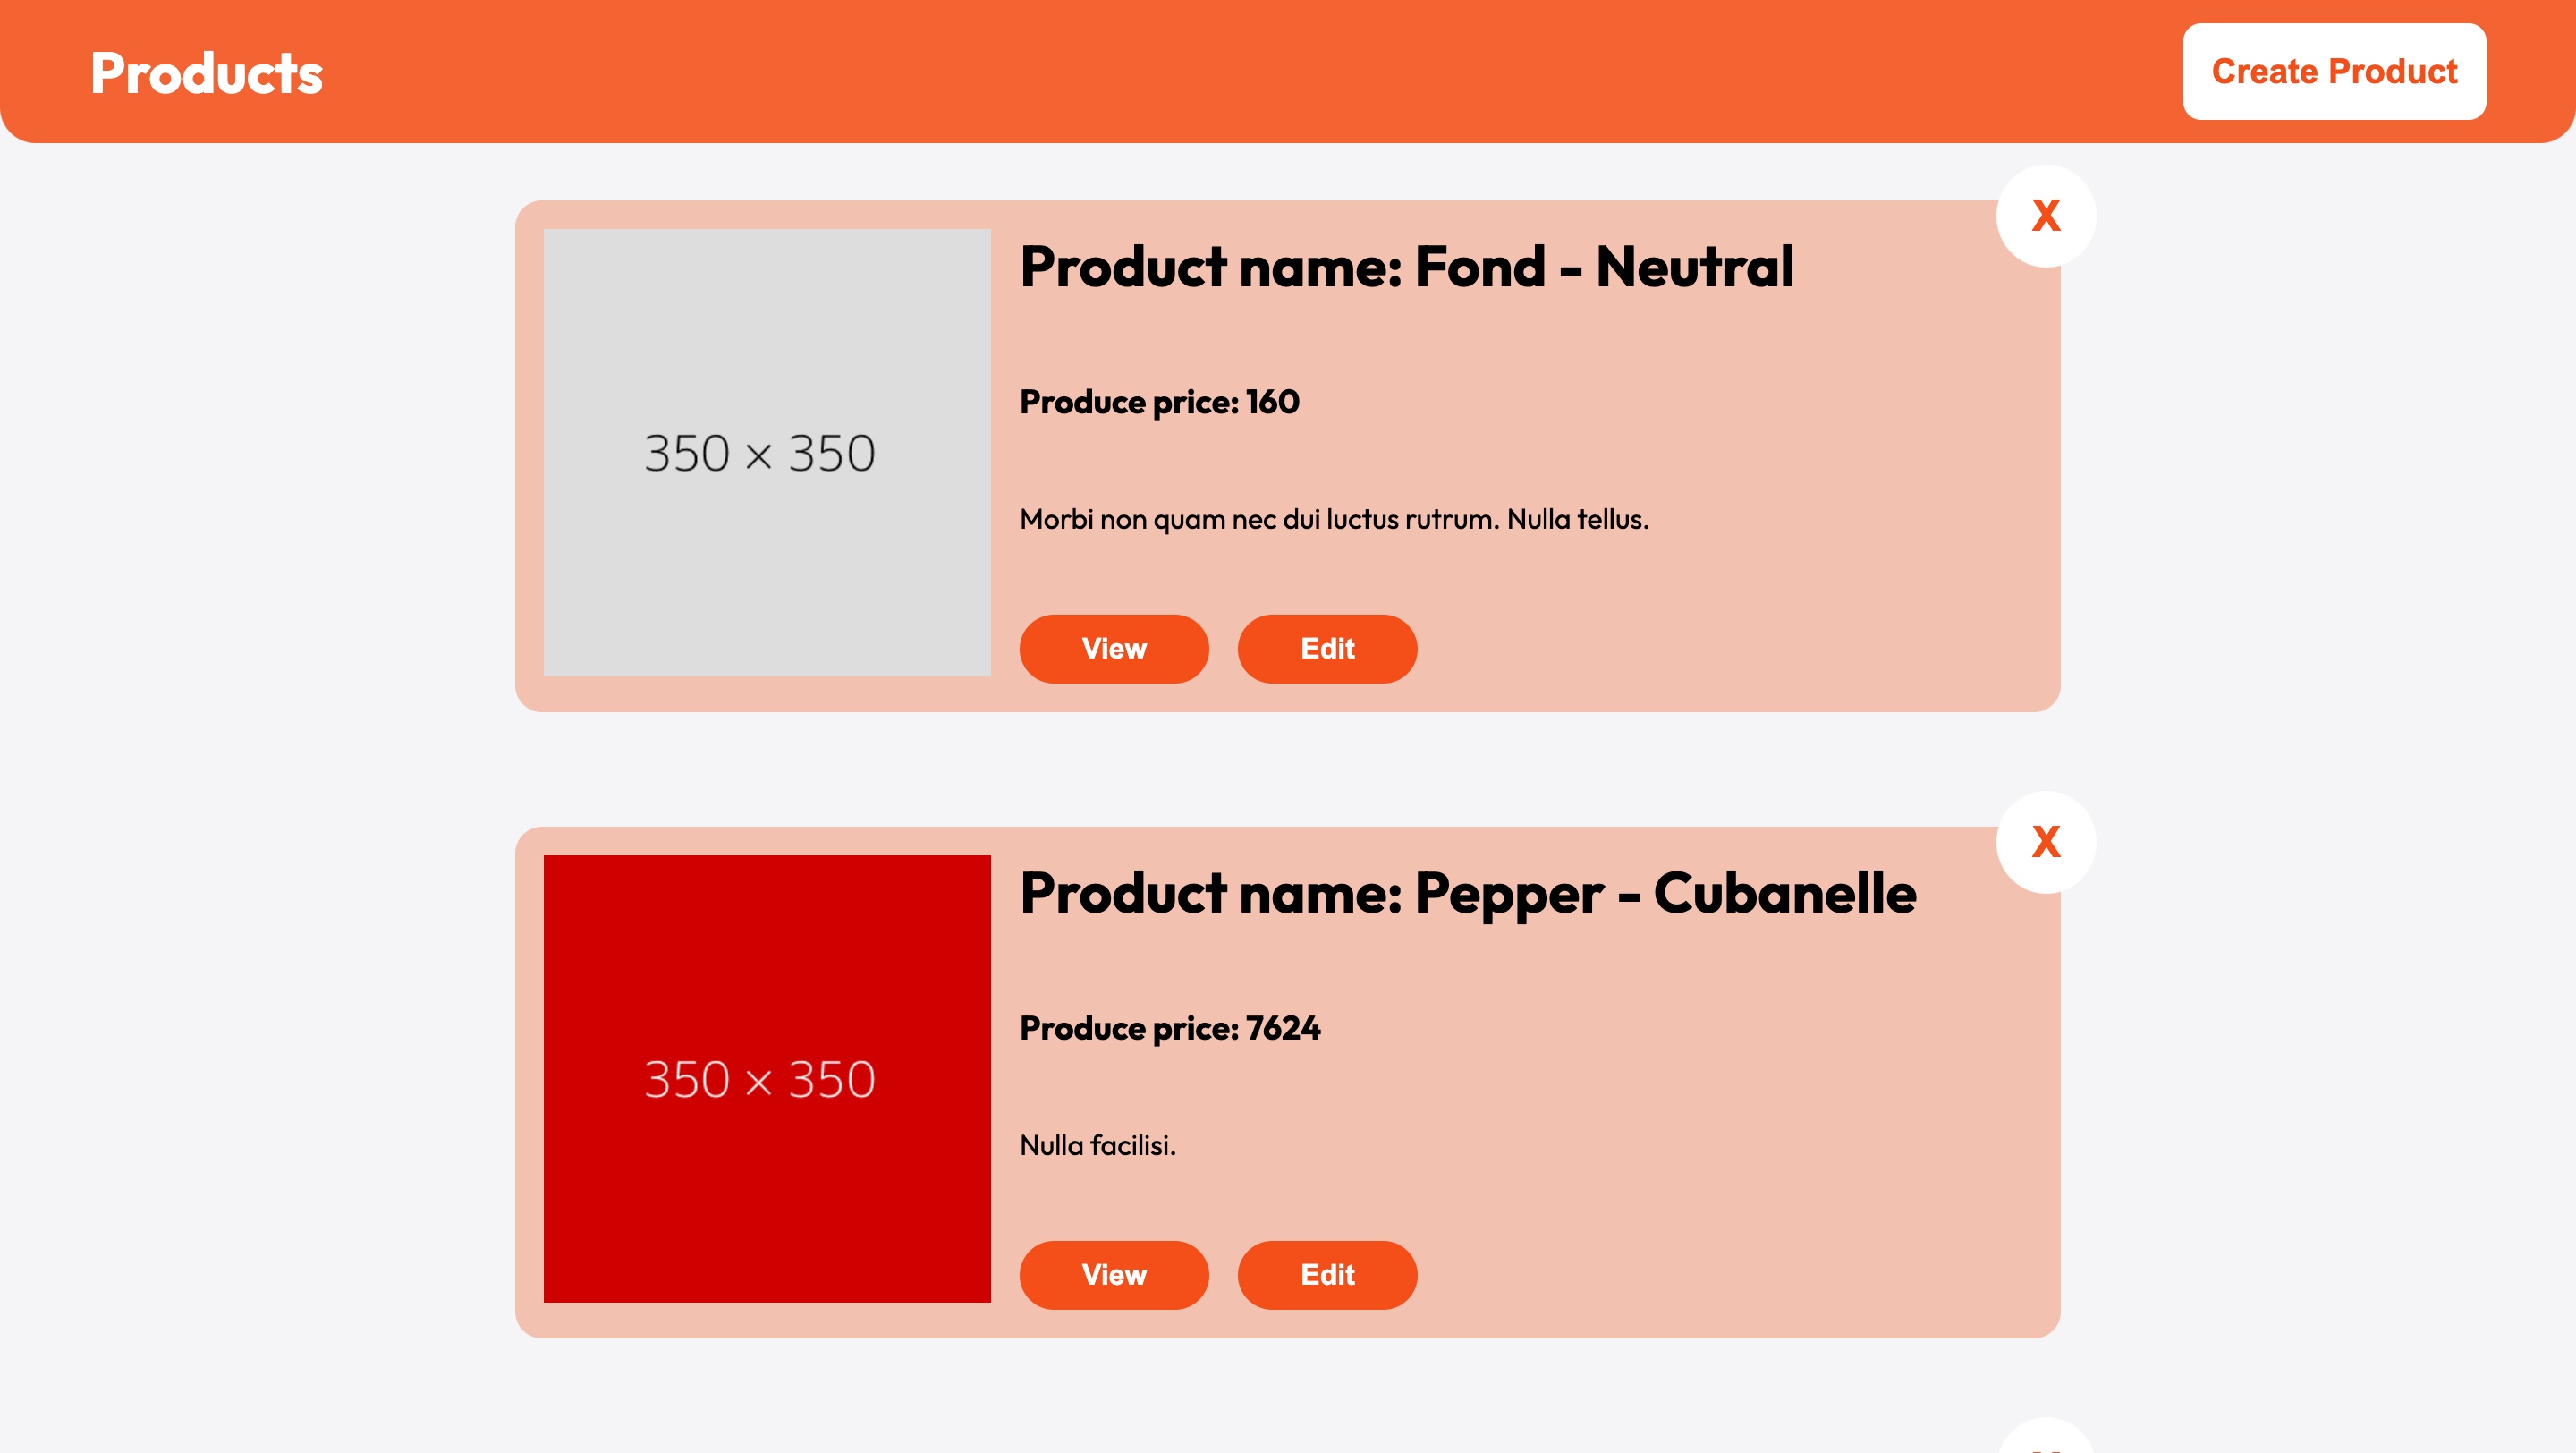 Products
Create Product
X
Product name: Fond - Neutral
350 × 350
Produce price: 160
Morbi non quam nec dui luctus rutrum. Nulla tellus.
View
Edit
X
Product name: Pepper - Cubanelle
350 × 350
Produce price: 7624
Nulla facilisi.
View
Edit